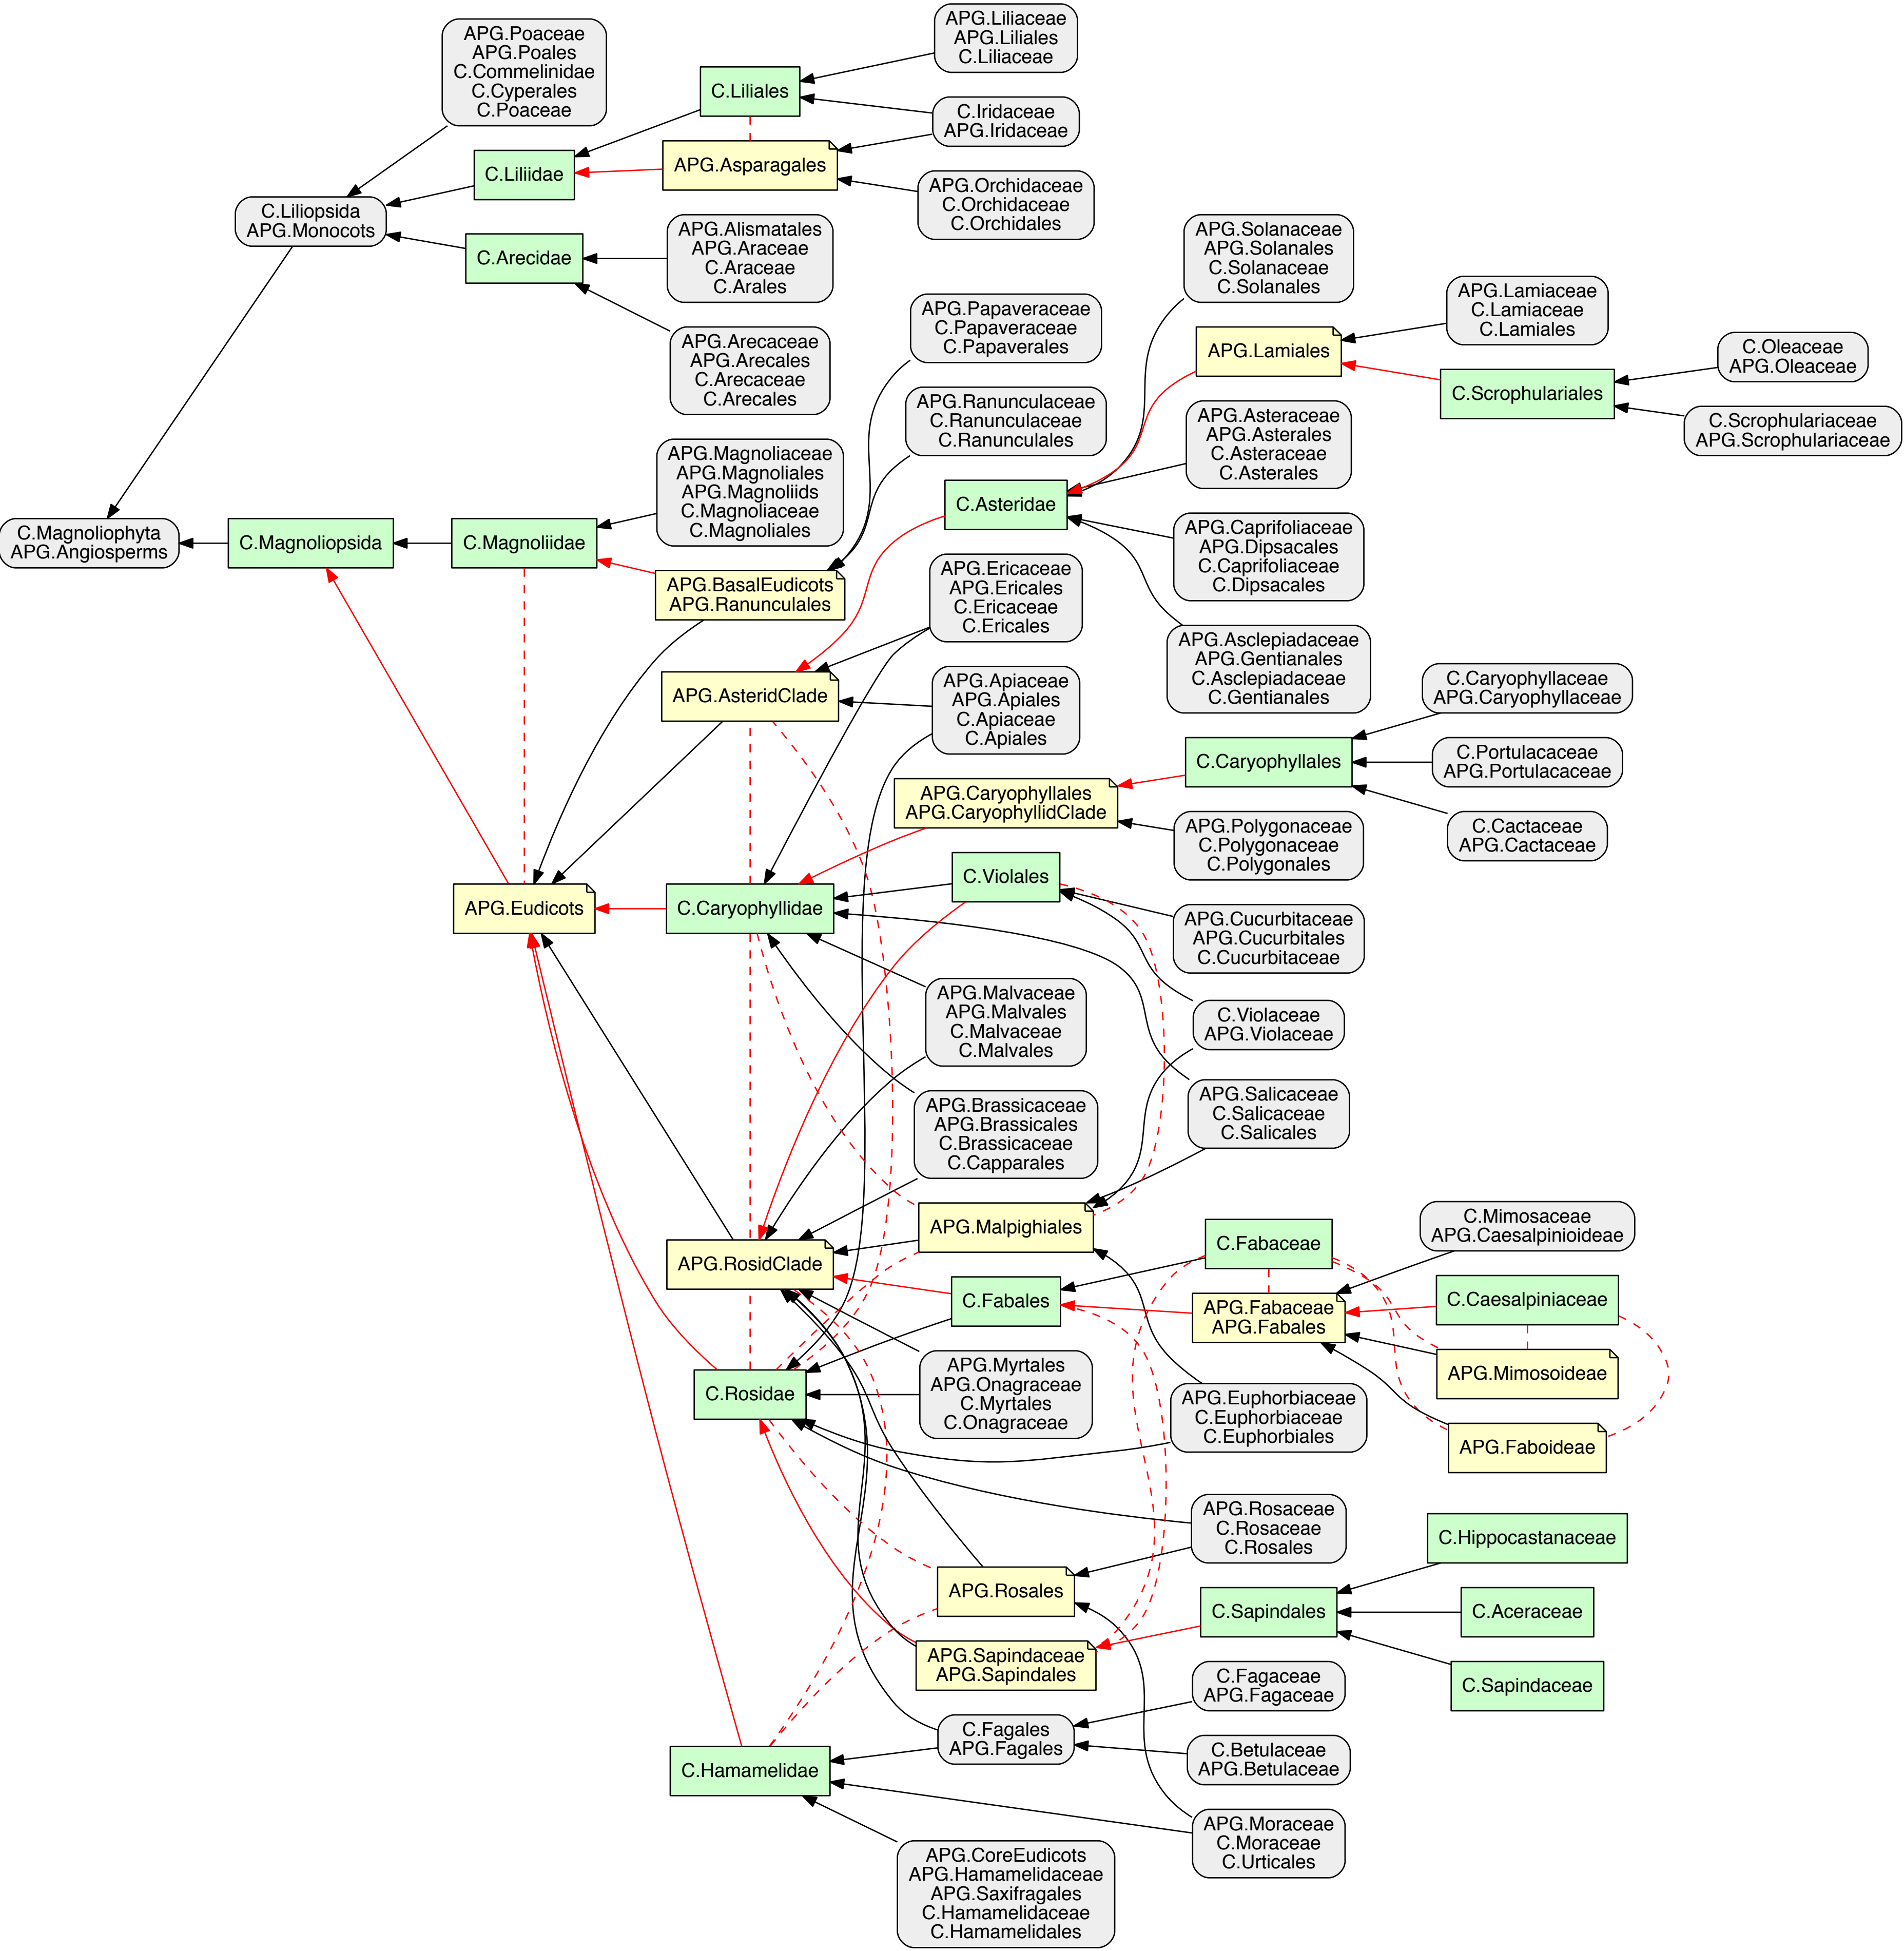 APG.Poaceae
APG.Poales
C.Commelinidae
C.Cyperales
C.Poaceae
C.Liliales
APG.Liliaceae
APG.Liliales
C.Liliaceae
C.Iridaceae
APG.Iridaceae
APG.Asparagales
C.Liliidae
APG.Orchidaceae
C.Orchidaceae
C.Orchidales
C.Liliopsida
APG.Monocots
C.Arecidae
APG.Alismatales
APG.Araceae
C.Araceae
C.Arales
APG.Arecaceae
APG.Arecales
C.Arecaceae
C.Arecales
APG.Papaveraceae
C.Papaveraceae
C.Papaverales
APG.Ranunculaceae
C.Ranunculaceae
C.Ranunculales
APG.Solanaceae
APG.Solanales
C.Solanaceae
C.Solanales
APG.Lamiales
APG.Lamiaceae
C.Lamiaceae
C.Lamiales
C.Scrophulariales
C.Oleaceae
APG.Oleaceae
C.Scrophulariaceae
APG.Scrophulariaceae
APG.Asteraceae
APG.Asterales
C.Asteraceae
C.Asterales
C.Asteridae
APG.Magnoliaceae
APG.Magnoliales
APG.Magnoliids
C.Magnoliaceae
C.Magnoliales
C.Magnoliophyta
APG.Angiosperms
C.Magnoliopsida
C.Magnoliidae
APG.BasalEudicots
APG.Ranunculales
APG.Caprifoliaceae
APG.Dipsacales
C.Caprifoliaceae
C.Dipsacales
APG.Ericaceae
APG.Ericales
C.Ericaceae
C.Ericales
APG.Asclepiadaceae
APG.Gentianales
C.Asclepiadaceae
C.Gentianales
APG.AsteridClade
APG.Apiaceae
APG.Apiales
C.Apiaceae
C.Apiales
C.Caryophyllaceae
APG.Caryophyllaceae
C.Caryophyllales
C.Portulacaceae
APG.Portulacaceae
APG.Caryophyllales
APG.CaryophyllidClade
APG.Polygonaceae
C.Polygonaceae
C.Polygonales
C.Cactaceae
APG.Cactaceae
C.Violales
APG.Eudicots
C.Caryophyllidae
APG.Cucurbitaceae
APG.Cucurbitales
C.Cucurbitaceae
APG.Malvaceae
APG.Malvales
C.Malvaceae
C.Malvales
C.Violaceae
APG.Violaceae
APG.Brassicaceae
APG.Brassicales
C.Brassicaceae
C.Capparales
APG.Salicaceae
C.Salicaceae
C.Salicales
APG.Malpighiales
APG.RosidClade
C.Fabaceae
C.Mimosaceae
APG.Caesalpinioideae
C.Fabales
APG.Fabaceae
APG.Fabales
C.Caesalpiniaceae
APG.Mimosoideae
APG.Faboideae
C.Rosidae
APG.Myrtales
APG.Onagraceae
C.Myrtales
C.Onagraceae
APG.Euphorbiaceae
C.Euphorbiaceae
C.Euphorbiales
APG.Rosaceae
C.Rosaceae
C.Rosales
APG.Rosales
C.Hippocastanaceae
C.Sapindales
C.Aceraceae
C.Sapindaceae
APG.Sapindaceae
APG.Sapindales
C.Fagaceae
APG.Fagaceae
C.Fagales
APG.Fagales
C.Betulaceae
APG.Betulaceae
C.Hamamelidae
APG.Moraceae
C.Moraceae
C.Urticales
APG.CoreEudicots
APG.Hamamelidaceae
APG.Saxifragales
C.Hamamelidaceae
C.Hamamelidales